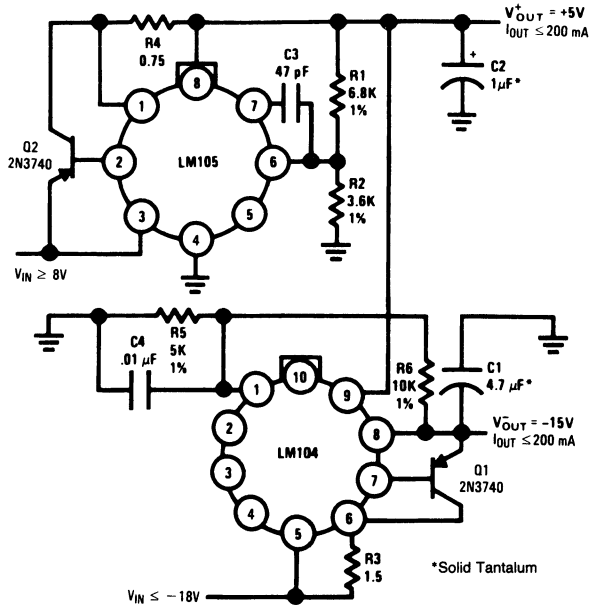 V+OUT = +5V
IOUT ≤ 200 mA
R4
0.75
C3
47 pF
R1
6.8K
1%
+
C2
1μF*
8
1
7
Q2
2N3740
2
LM105
6
R2
3.6K
1%
3
5
4
VIN ≥ 8V
R5
5K
1%
C4
.01 μF
R6
10K
1%
C1
4.7 μF*
10
1
9
2
8
V-OUT = -15V
IOUT ≤ 200 mA
LM104
3
7
Q1
2N3740
4
6
5
R3
1.5
*Solid Tantalum
VIN ≤ -18V